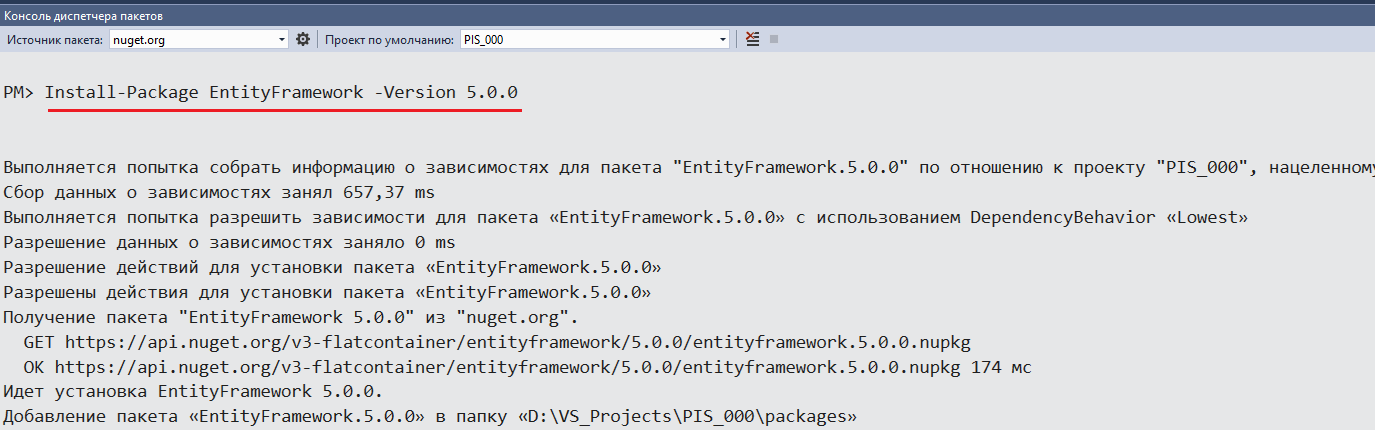 Консоль диспетчера пакетов
Источник пакета: nuget.org Проект по умолчанию: PIS_000
PM> Install-Package EntityFramework -Version 5.0.0
Выполняется попытка собрать информацию о зависимостях для пакета "EntityFramework.5.0.0" по отношению к проекту "PIS_000", нацеленному
Сбор данных о зависимостях занял 657,37 ms
Выполняется попытка разрешить зависимости для пакета «EntityFramework.5.0.0» с использованием DependencyBehavior «Lowest»
Разрешение данных о зависимостях заняло 0 ms
Разрешение действий для установки пакета «EntityFramework.5.0.0»
Разрешены действия для установки пакета «EntityFramework.5.0.0»
Получение пакета "EntityFramework 5.0.0" из "nuget.org".
GET https://api.nuget.org/v3-flatcontainer/entityframework/5.0.0/entityframework.5.0.0.nupkg
OK https://api.nuget.org/v3-flatcontainer/entityframework/5.0.0/entityframework.5.0.0.nupkg 174 мс
Идет установка EntityFramework 5.0.0.
Добавление пакета «EntityFramework.5.0.0» в папку «D:\VS_Projects\PIS_000\packages»